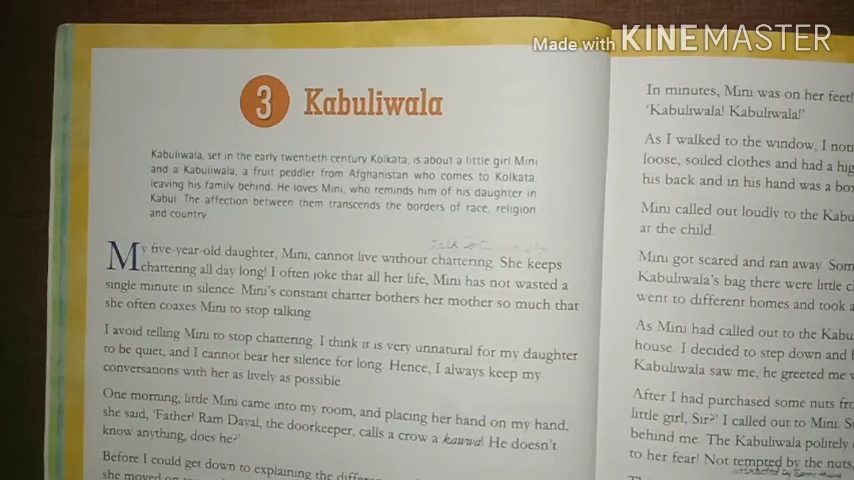 Made with KINEMASTER
3 Kabuliwala
Kabuliwala, set in the early twentieth century Kolkata, is about a little girl Mini
and a Kabuliwala, a fruit peddler from Afghanistan who comes to Kolkata,
leaving his family behind. He loves Mini, who reminds him of his daughter in
Kabul. The affection between them transcends the borders of race, religion
and country
Talk
My five-year-old daughter, Mini, cannot live without chattering. She keeps
chattering all day long! I often joke that all her life, Mini has not wasted a
single minute in silence. Mini's constant chatter bothers her mother so much that
she often coaxes Mini to stop talking
I avoid telling Mini to stop chattering. I think it is very unnatural for my daughter
to be quiet, and I cannot bear her silence for long. Hence, I always keep my
conversations with her as lively as possible.
One morning, little Mini came into my room, and placing her hand on my hand,
she said, 'Father! Ram Dayal, the doorkeeper, calls a crow a kauwa! He doesn't
know anything, does he?'
Before I could get down to explaining the
she moved on
In minutes, Mini was on her feet!
'Kabuliwala! Kabuliwala!'
As I walked to the window, I
loose, soiled clothes and had a
his back and in his hand was a
Mini called out loudly to the
at the child
Mini got scared and ran away.
Kabuliwala's bag there were little
went to different homes and took a
As Mini had called out to the
house. I decided to step down and
Kabuliwala saw me, he greeted me
After I had purchased some nuts
little girl, Sir?' I called out to Mini.
behind me. The Kabuliwala politely
to her fear! Not tempted by the nuts,
attracted by something